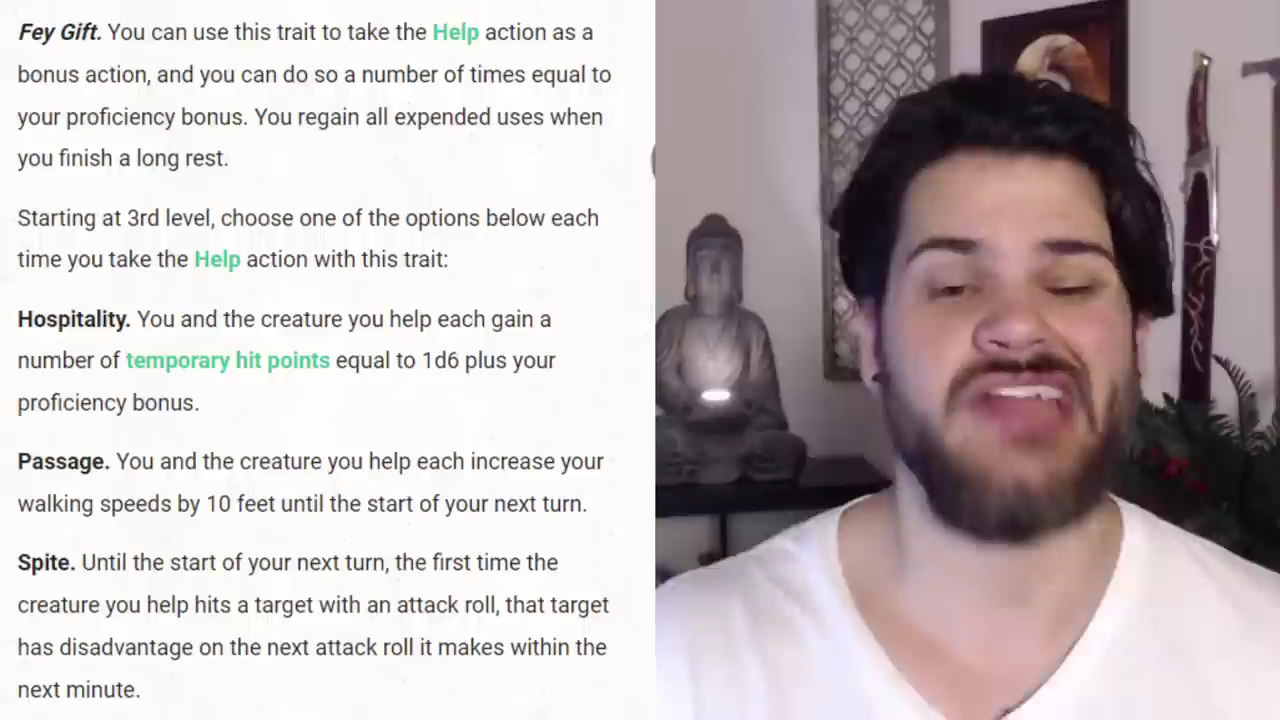 Fey Gift. You can use this trait to take the Help action as a
bonus action, and you can do so a number of times equal to
your proficiency bonus. You regain all expended uses when
you finish a long rest.
Starting at 3rd level, choose one of the options below each
time you take the Help action with this trait:
Hospitality. You and the creature you help each gain a
number of temporary hit points equal to 1d6 plus your
proficiency bonus.
Passage. You and the creature you help each increase your
walking speeds by 10 feet until the start of your next turn.
Spite. Until the start of your next turn, the first time the
creature you help hits a target with an attack roll, that target
has disadvantage on the next attack roll it makes within the
next minute.